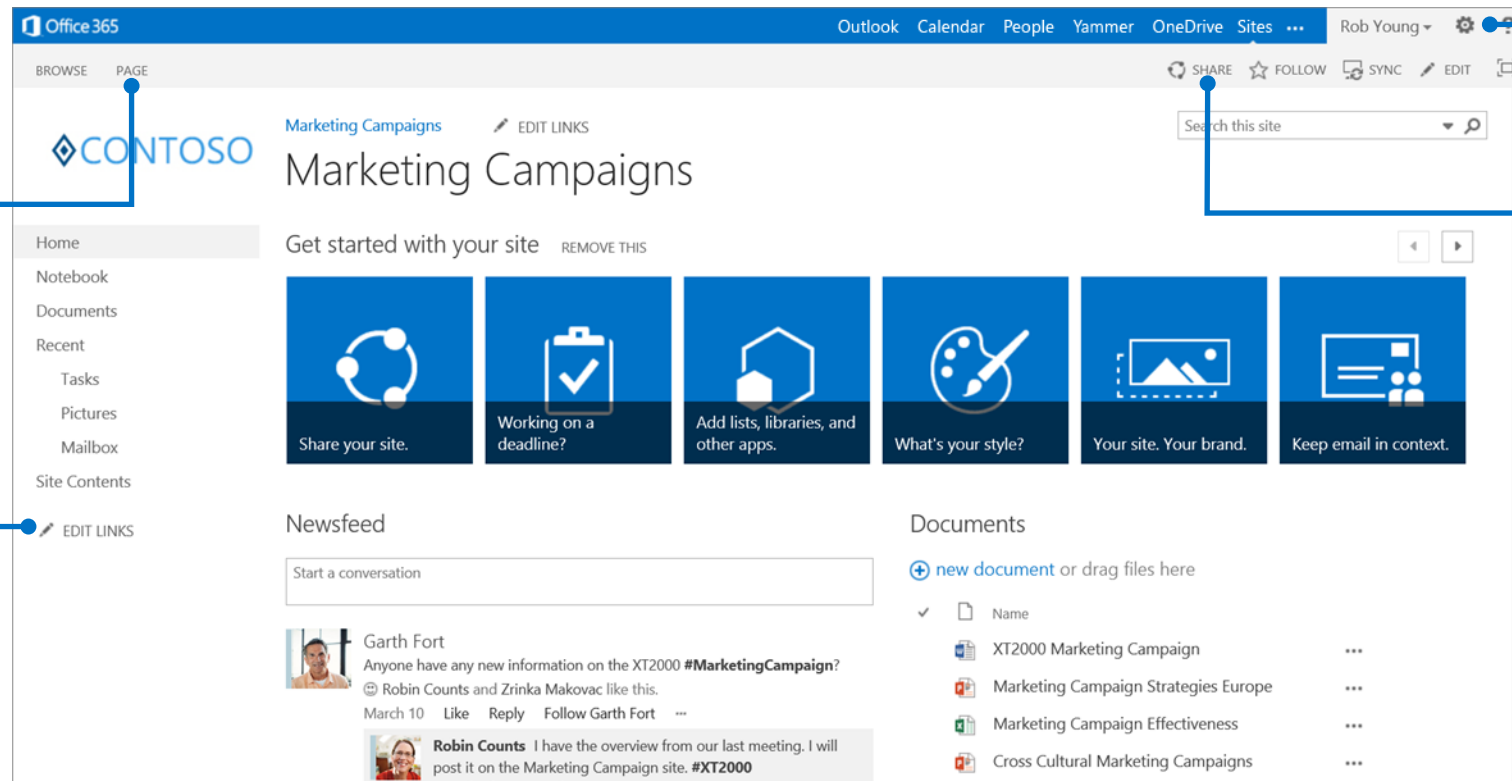 Office 365
Outlook Calendar People Yammer OneDrive Sites ••• Rob Young
BROWSE PAGE
SHARE FOLLOW SYNC EDIT
CONTOSO
Marketing Campaigns EDIT LINKS
Search this site
Marketing Campaigns
Home
Notebook
Documents
Recent
Tasks
Pictures
Mailbox
Site Contents
EDIT LINKS
Get started with your site REMOVE THIS
Share your site.
Working on a
deadline?
Add lists, libraries, and
other apps.
What's your style?
Your site. Your brand.
Keep email in context.
Newsfeed
Start a conversation
Garth Fort
Anyone have any new information on the XT2000 #MarketingCampaign?
Robin Counts and Zrinka Makovac like this.
March 10 Like Reply Follow Garth Fort •••
Robin Counts I have the overview from our last meeting. I will
post it on the Marketing Campaign site. #XT2000
Documents
new document or drag files here
Name
XT2000 Marketing Campaign •••
Marketing Campaign Strategies Europe •••
Marketing Campaign Effectiveness •••
Cross Cultural Marketing Campaigns •••